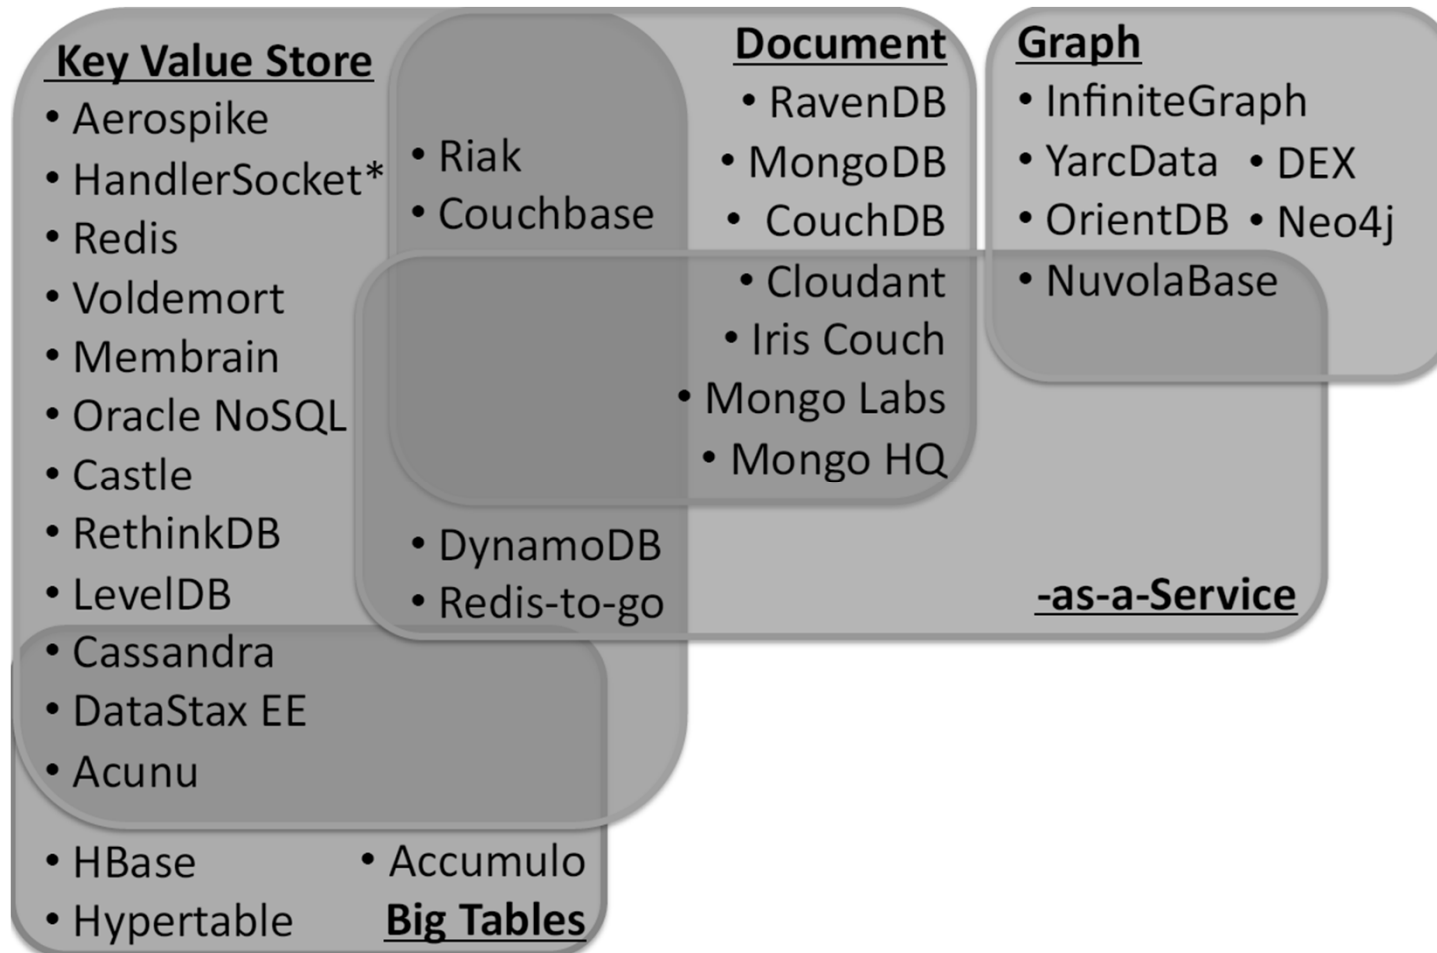 Key Value Store
• Aerospike
• HandlerSocket*
• Redis
• Voldemort
• Membrain
• Oracle NoSQL
• Castle
• RethinkDB
• LevelDB
• Cassandra
• DataStax EE
• Acunu
• HBase
• Hypertable
• Accumulo
Big Tables
• Riak
• Couchbase
• DynamoDB
• Redis-to-go
Document
• RavenDB
• MongoDB
• CouchDB
• Cloudant
• Iris Couch
• Mongo Labs
• Mongo HQ
Graph
• InfiniteGraph
• YarcData • DEX
• OrientDB • Neo4j
• NuvolaBase
-as-a-Service